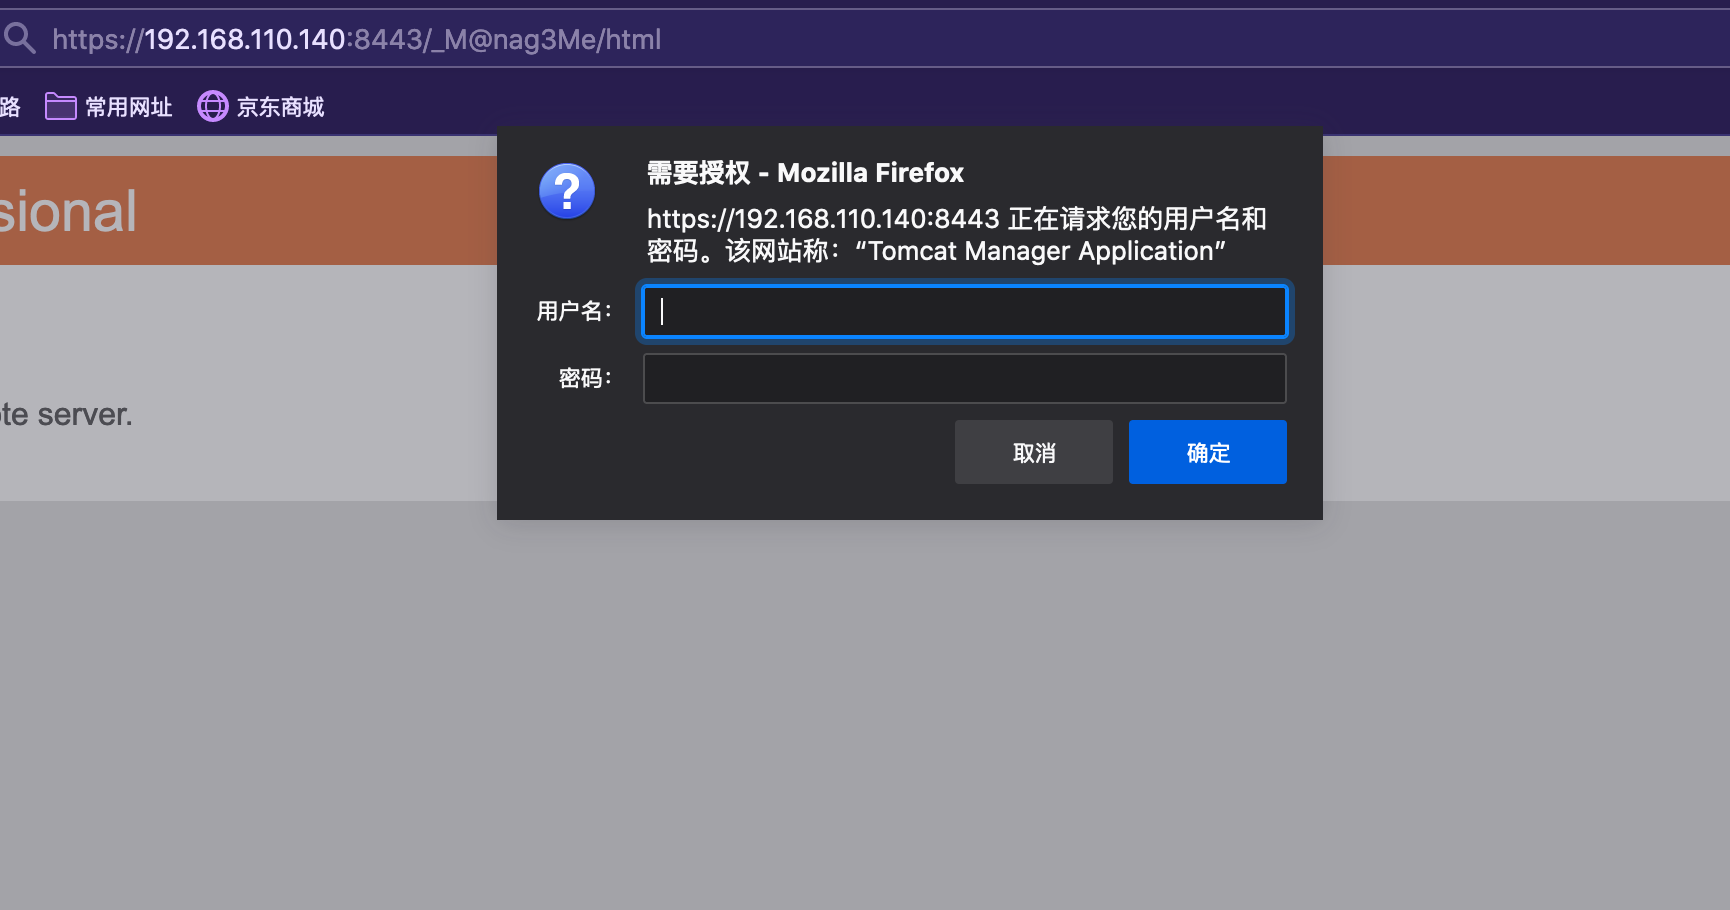 https://192.168.110.140:8443/_M@nag3Me/html
路 常用网址 京东商城
sional
需要授权 - Mozilla Firefox
https://192.168.110.140:8443 正在请求您的用户名和
密码。该网站称：“Tomcat Manager Application”
用户名：
密码：
te server.
取消 确定